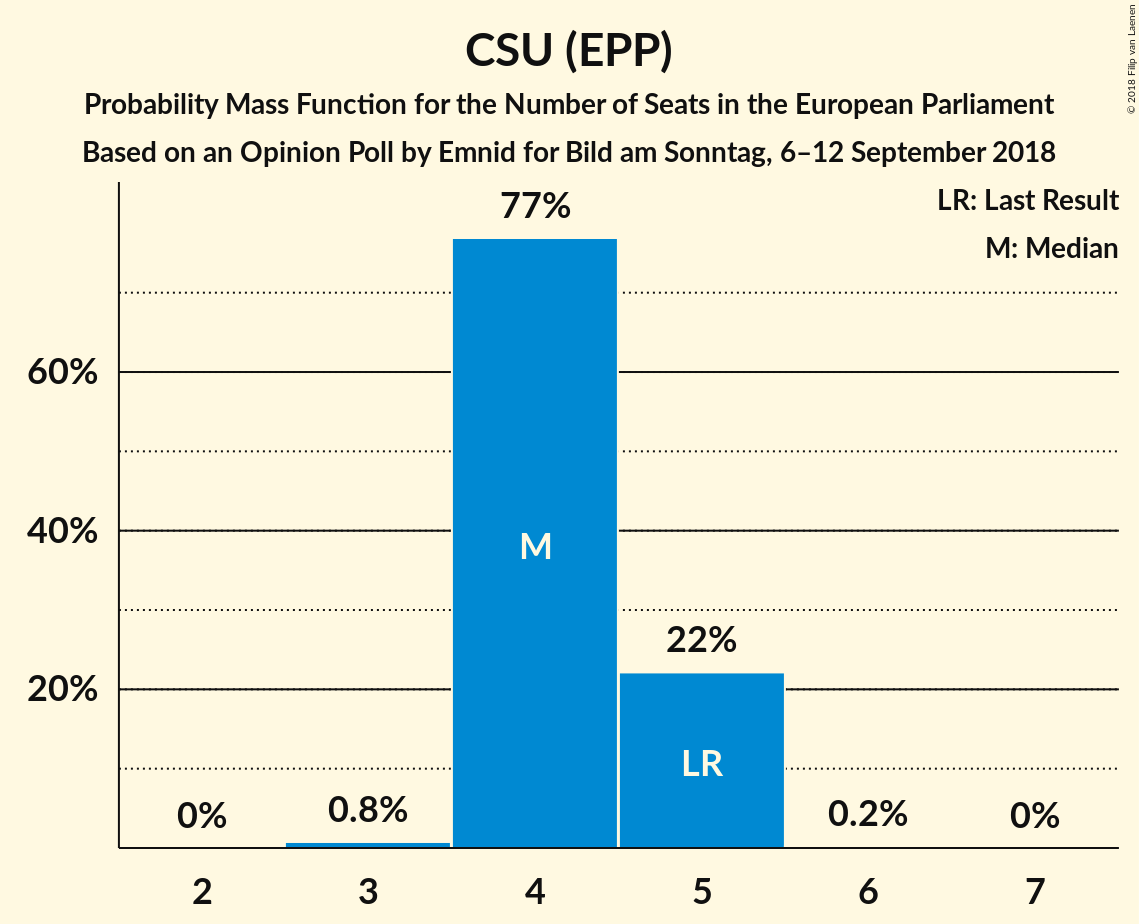 CSU (EPP)
Probability Mass Function for the Number of Seats in the European Parliament
Based on an Opinion Poll by Emnid for Bild am Sonntag, 6–12 September 2018
© 2018 Filip van Laenen
LR: Last Result
M: Median
77%
60%
40%
M
22%
20%
LR
0%
0.8%
0.2%
0%
2
3
4
5
6
7